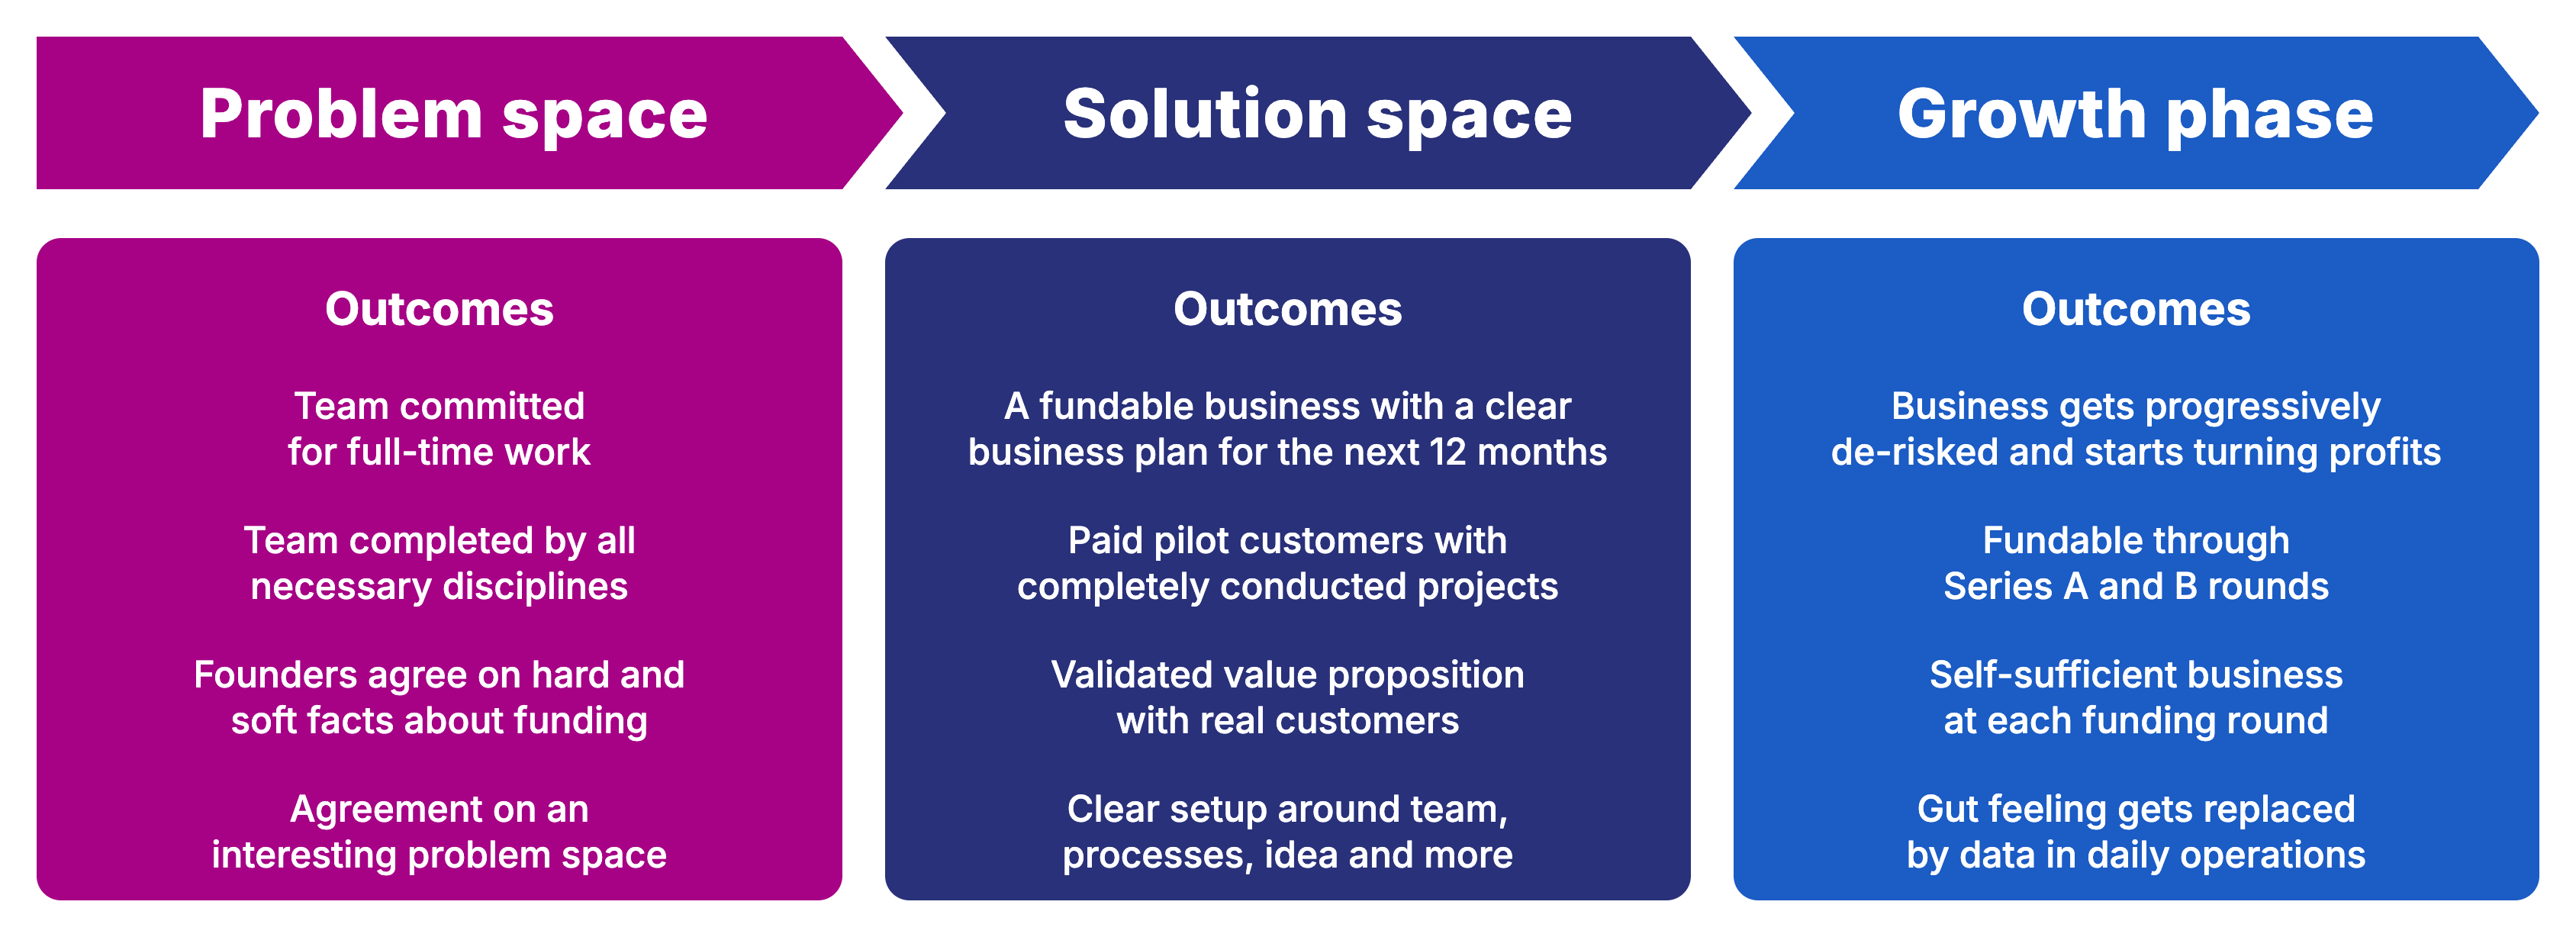 Problem space
Solution space
Growth phase
Outcomes
Team committed
for full-time work
Team completed by all
necessary disciplines
Founders agree on hard and
soft facts about funding
Agreement on an
interesting problem space
Outcomes
A fundable business with a clear
business plan for the next 12 months
Paid pilot customers with
completely conducted projects
Validated value proposition
with real customers
Clear setup around team,
processes, idea and more
Outcomes
Business gets progressively
de-risked and starts turning profits
Fundable through
Series A and B rounds
Self-sufficient business
at each funding round
Gut feeling gets replaced
by data in daily operations